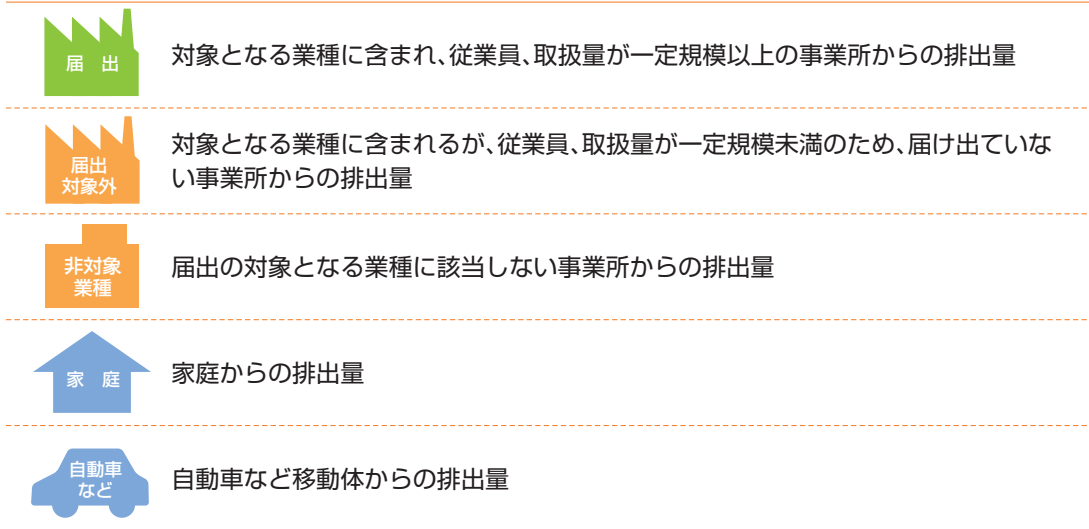 届 出
対象となる業種に含まれ、従業員、取扱量が一定規模以上の事業所からの排出量
届出
対象外
対象となる業種に含まれるが、従業員、取扱量が一定規模未満のため、届け出ていな
い事業所からの排出量
非対象
業種
届出の対象となる業種に該当しない事業所からの排出量
家 庭
家庭からの排出量
自動車
など
自動車など移動体からの排出量